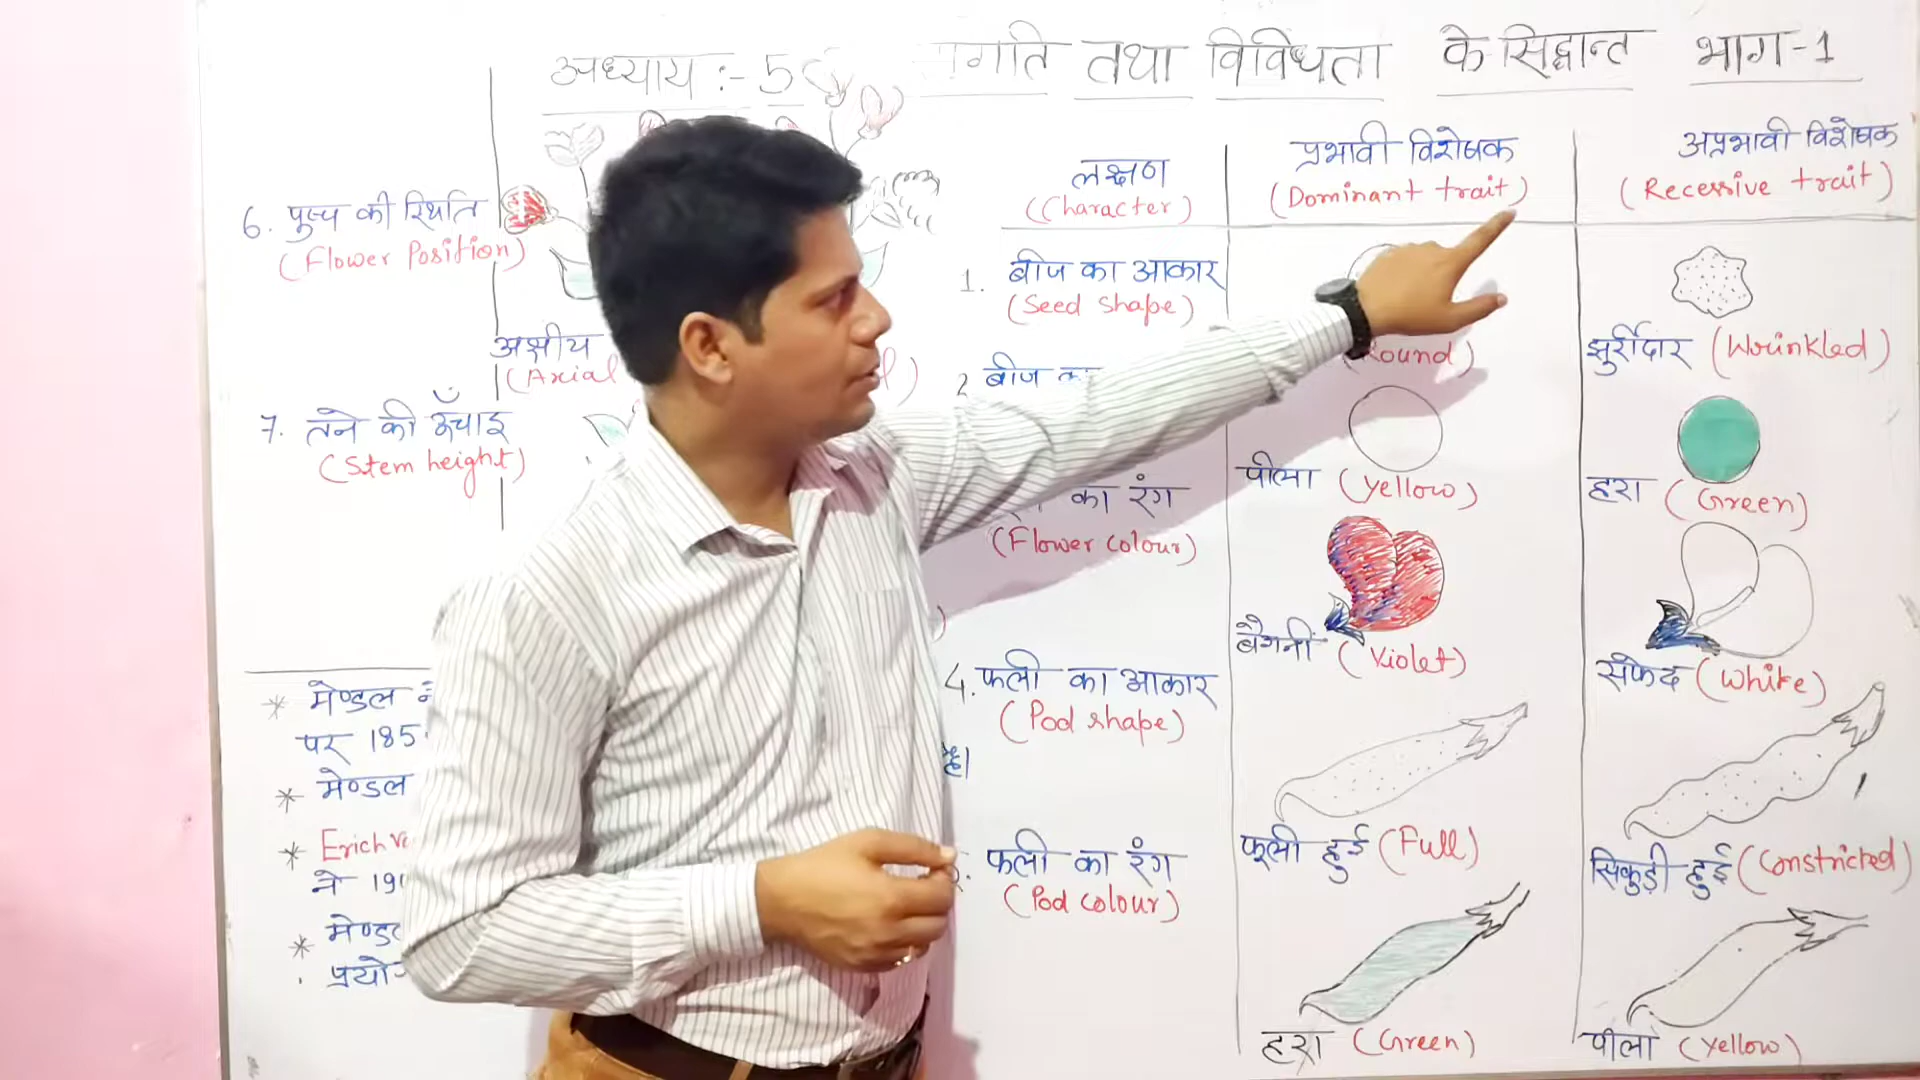 अध्याय :- 5
तथा विविधता के सिद्धान्त भाग-1
6. पुष्प की स्थिति
(Flower Position)
अक्षीय
(Axial
7. तने की ऊँचाई
(Stem height)
* मेण्डल
पर 185
* मेण्डल
* Erich
ने 19
*
लक्षण
(Character)
प्रभावी विशेषक
(Dominant trait)
अप्रभावी विशेषक
(Recessive trait)
1. बीज का आकार
(Seed shape)
Round)
झुर्रीदार (Wrinkled)
2 बीज
पीला (Yellow)
हरा (Green)
का रंग
(Flower colour)
बैगनी (Violet)
सफेद (White)
4. फली का आकार
(Pod shape)
है।
फूली हुई (Full)
सिकुड़ी हुई (Constricted)
फली का रंग
(Pod colour)
हरा (Green)
पीला (Yellow)